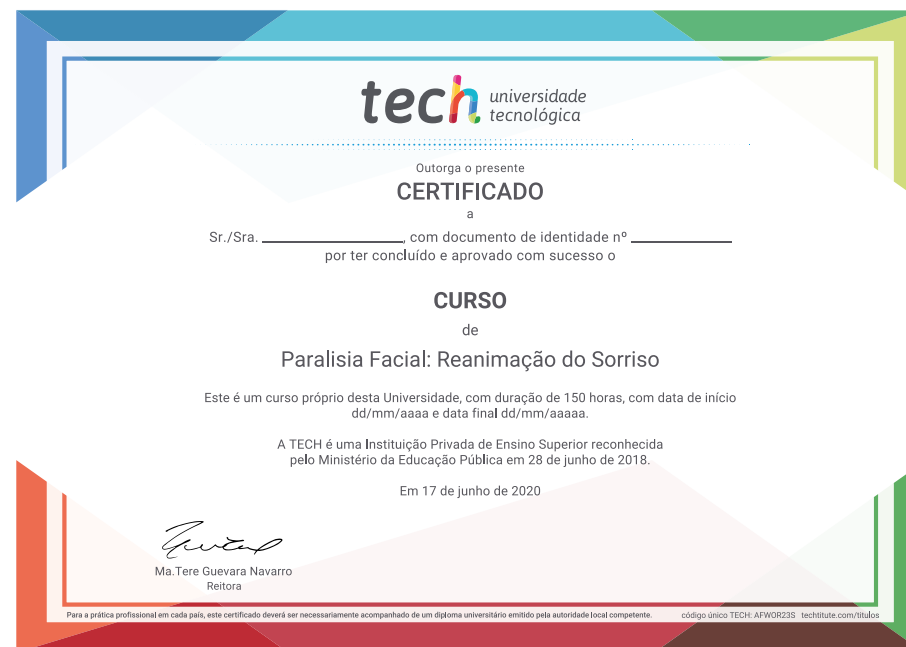 tech universidade
tecnológica
Outorga o presente
CERTIFICADO
a
Sr./Sra. ____________________, com documento de identidade nº ______________
por ter concluído e aprovado com sucesso o
CURSO
de
Paralisia Facial: Reanimação do Sorriso
Este é um curso próprio desta Universidade, com duração de 150 horas, com data de início
dd/mm/aaaa e data final dd/mm/aaaaa.
A TECH é uma Instituição Privada de Ensino Superior reconhecida
pelo Ministério da Educação Pública em 28 de junho de 2018.
Em 17 de junho de 2020
Ma.Tere Guevara Navarro
Reitora
Para a prática profissional em cada país, este certificado deverá ser necessariamente acompanhado de um diploma universitário emitido pela autoridade local competente. código único TECH: AFWOR23S techtitute.com/titulos